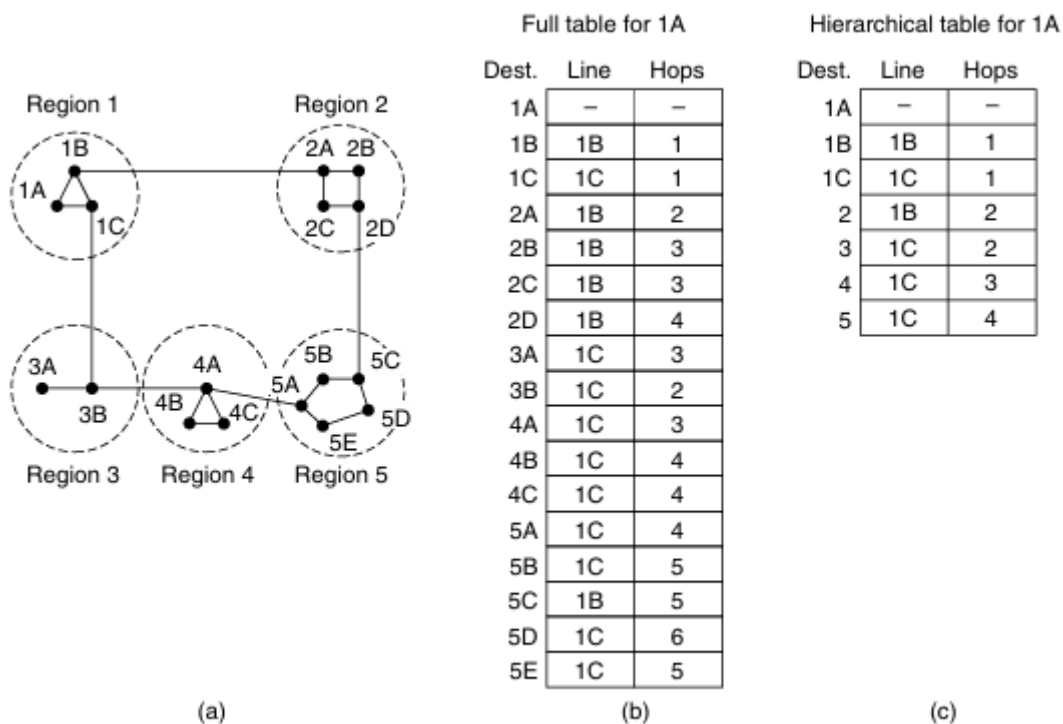 Full table for 1A
Dest. Line Hops
1A – –
1B 1B 1
1C 1C 1
2A 1B 2
2B 1B 3
2C 1B 3
2D 1B 4
3A 1C 3
3B 1C 2
4A 1C 3
4B 1C 4
4C 1C 4
5A 1C 4
5B 1C 5
5C 1B 5
5D 1C 6
5E 1C 5
Hierarchical table for 1A
Dest. Line Hops
1A – –
1B 1B 1
1C 1C 1
2 1B 2
3 1C 2
4 1C 3
5 1C 4
Region 1 Region 2
1B 2A 2B
1A
1C 2C 2D
5B 5C
3A 4A
5A
3B 4B 4C 5D
5E
Region 3 Region 4 Region 5
(a) (b) (c)